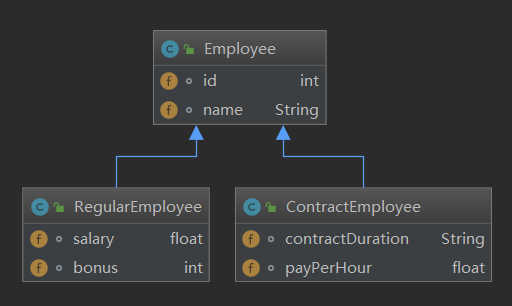 Employee
id int
name String
RegularEmployee
salary float
bonus int
ContractEmployee
contractDuration String
payPerHour float